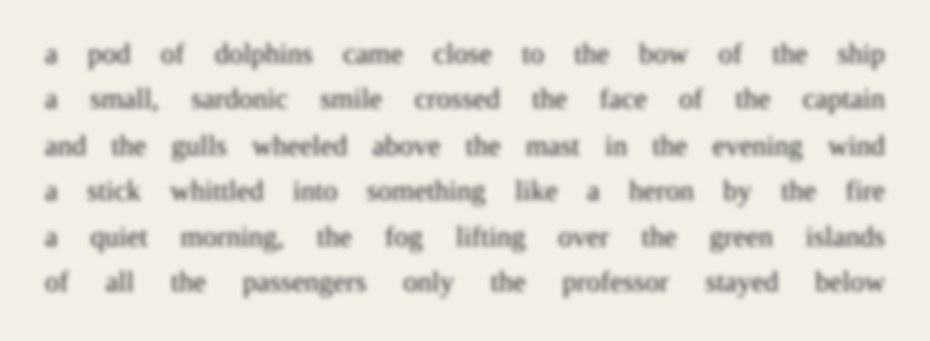 a pod of dolphins came close to the bow of the ship
a small, sardonic smile crossed the face of the captain
and the gulls wheeled above the mast in the evening wind
a stick whittled into something like a heron by the fire
a quiet morning, the fog lifting over the green islands
of all the passengers only the professor stayed below